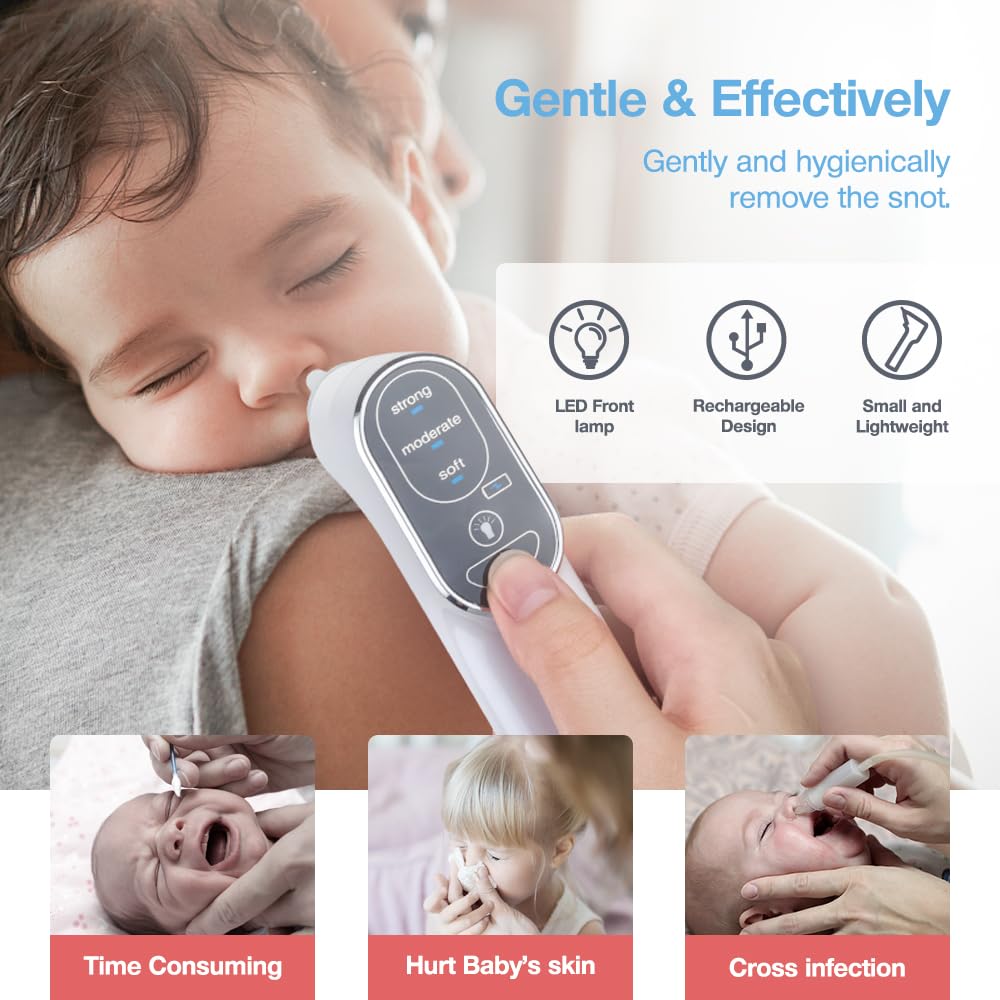 Gentle & Effectively
Gently and hygienically
remove the snot.
LED Front
lamp
Rechargeable
Design
Small and
Lightweight
strong
moderate
soft
Time Consuming
Hurt Baby's skin
Cross infection